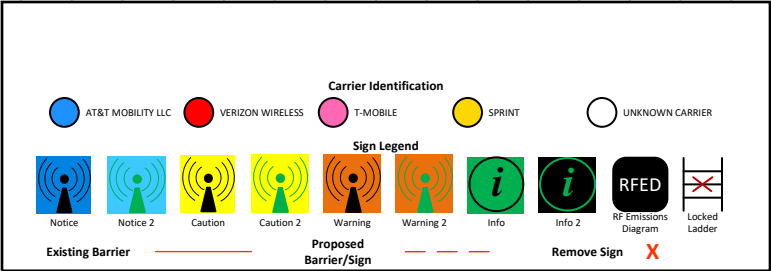 Carrier Identification
AT&T MOBILITY LLC VERIZON WIRELESS T-MOBILE SPRINT UNKNOWN CARRIER
Sign Legend
i i RFED
Notice Notice 2 Caution Caution 2 Warning Warning 2 Info Info 2 RF Emissions Diagram Locked Ladder
Existing Barrier Proposed Barrier/Sign Remove Sign X